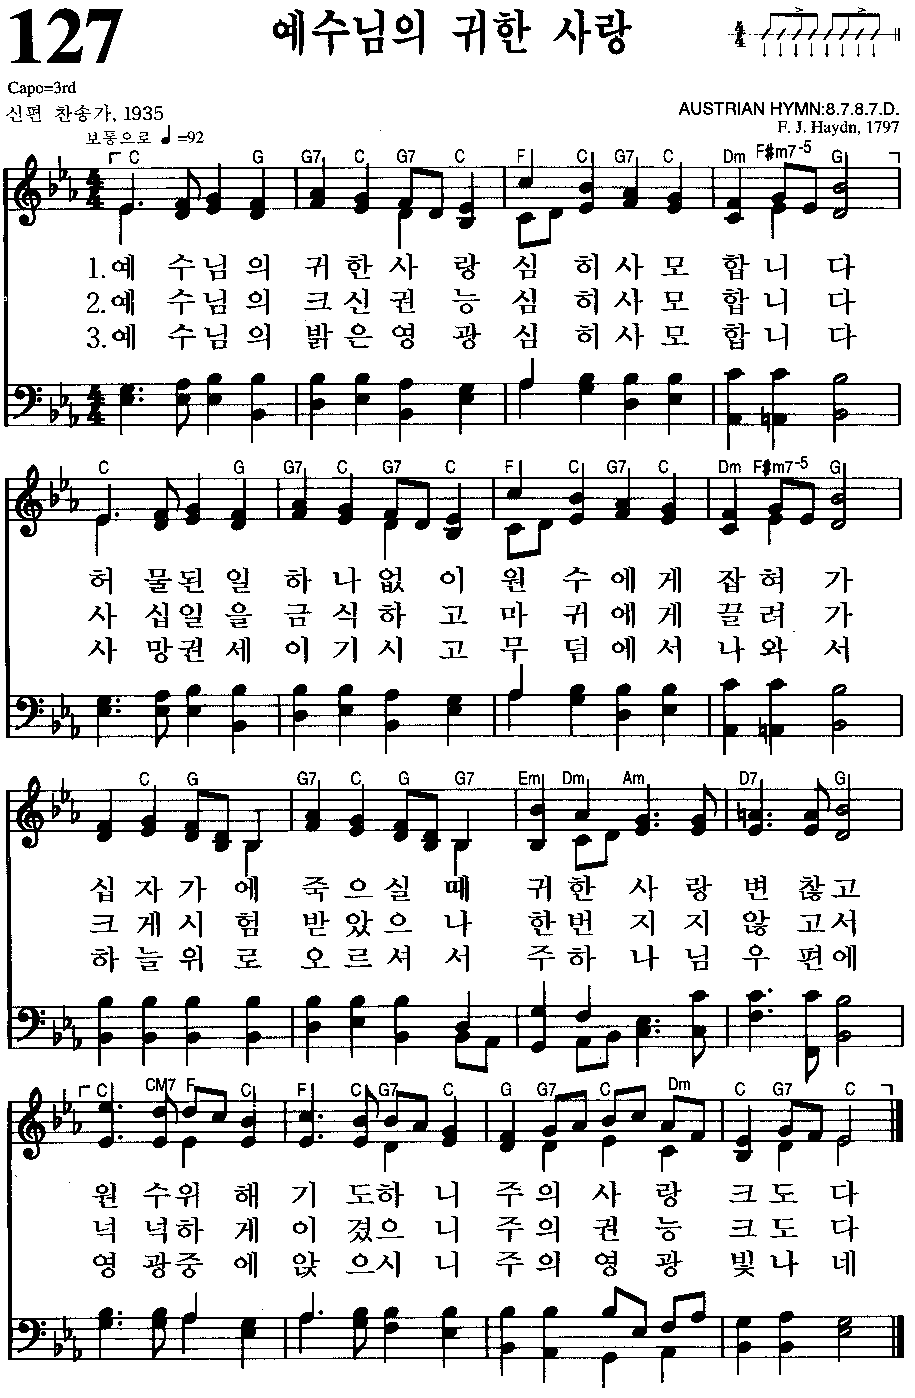 127 예수님의 귀한 사랑
Capo=3rd
신편 찬송가, 1935
AUSTRIAN HYMN:8.7.8.7.D.
보통으로 ♩=92
F. J. Haydn, 1797
C G G7 C G7 C F C G7 C Dm F#m7-5 G
1.예 수님의 귀한사랑 심히사모 합니다
2.예 수님의 크신권능 심히사모 합니다
3.예 수님의 밝은영광 심히사모 합니다
C G G7 C G7 C F C G7 C Dm F#m7-5 G
허 물된일 하나없이 원수에게 잡혀가
사 십일을 금식하고 마귀에게 끌려가
사 망권세 이기시고 무덤에서 나와서
C G G7 C G G7 Em Dm Am D7 G
십자가에 죽으실때 귀한사랑 변찮고
크게시험 받았으나 한번지지 않고서
하늘위로 오르셔서 주하나님 우편에
C CM7 F C F C G7 C G G7 C Dm C G7 C
원수위해 기도하니 주의사랑 크도다
넉넉하게 이겼으니 주의권능 크도다
영광중에 앉으시니 주의영광 빛나네